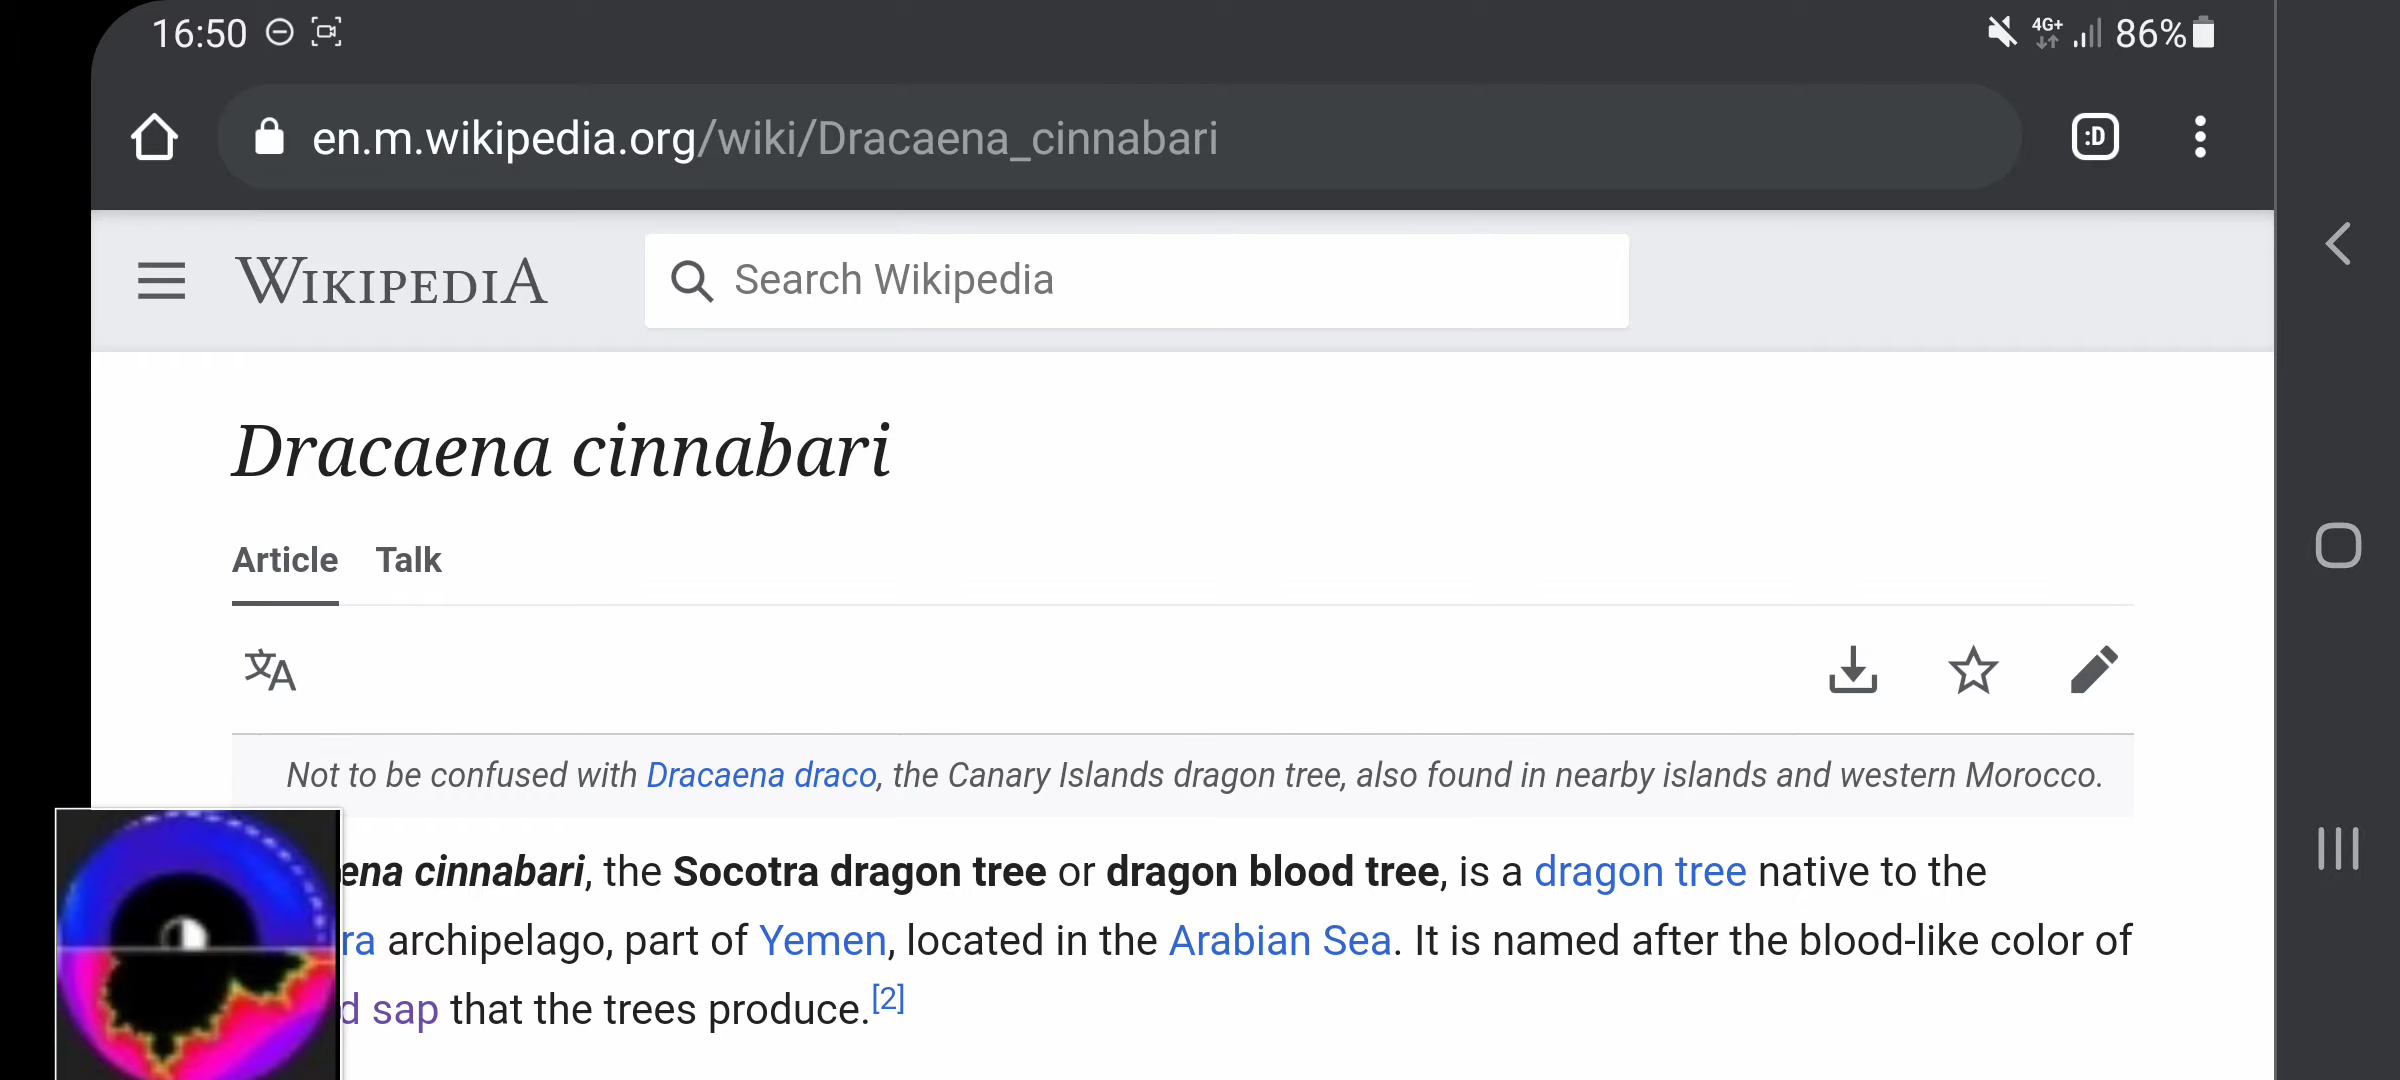 16:50 4G+ 86%
en.m.wikipedia.org/wiki/Dracaena_cinnabari :D
WIKIPEDIA Search Wikipedia
Dracaena cinnabari
Article Talk
文A
Not to be confused with Dracaena draco, the Canary Islands dragon tree, also found in nearby islands and western Morocco.
ena cinnabari, the Socotra dragon tree or dragon blood tree, is a dragon tree native to the
ra archipelago, part of Yemen, located in the Arabian Sea. It is named after the blood-like color of
d sap that the trees produce.[2]